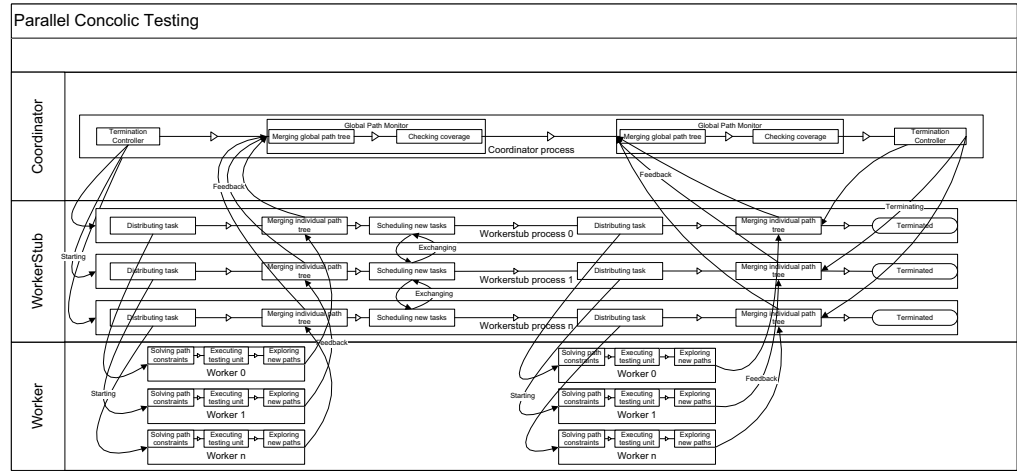 Parallel Concolic Testing
Coordinator
Termination
Controller
Global Path Monitor
Merging global path tree
Checking coverage
Coordinator process
Global Path Monitor
Merging global path tree
Checking coverage
Termination
Controller
Feedback
Feedback
WorkerStub
Starting
Terminating
Distributing task
Merging individual path
tree
Scheduling new tasks
Workerstub process 0
Distributing task
Merging individual path
tree
Terminated
Exchanging
Distributing task
Merging individual path
tree
Scheduling new tasks
Workerstub process 1
Distributing task
Merging individual path
tree
Terminated
Exchanging
Distributing task
Merging individual path
tree
Scheduling new tasks
Workerstub process n
Distributing task
Merging individual path
tree
Terminated
Worker
Feedback
Starting
Solving path
constraints
Executing
testing unit
Exploring
new paths
Worker 0
Solving path
constraints
Executing
testing unit
Exploring
new paths
Worker 1
Solving path
constraints
Executing
testing unit
Exploring
new paths
Worker n
Feedback
Starting
Solving path
constraints
Executing
testing unit
Exploring
new paths
Worker 0
Solving path
constraints
Executing
testing unit
Exploring
new paths
Worker 1
Solving path
constraints
Executing
testing unit
Exploring
new paths
Worker n